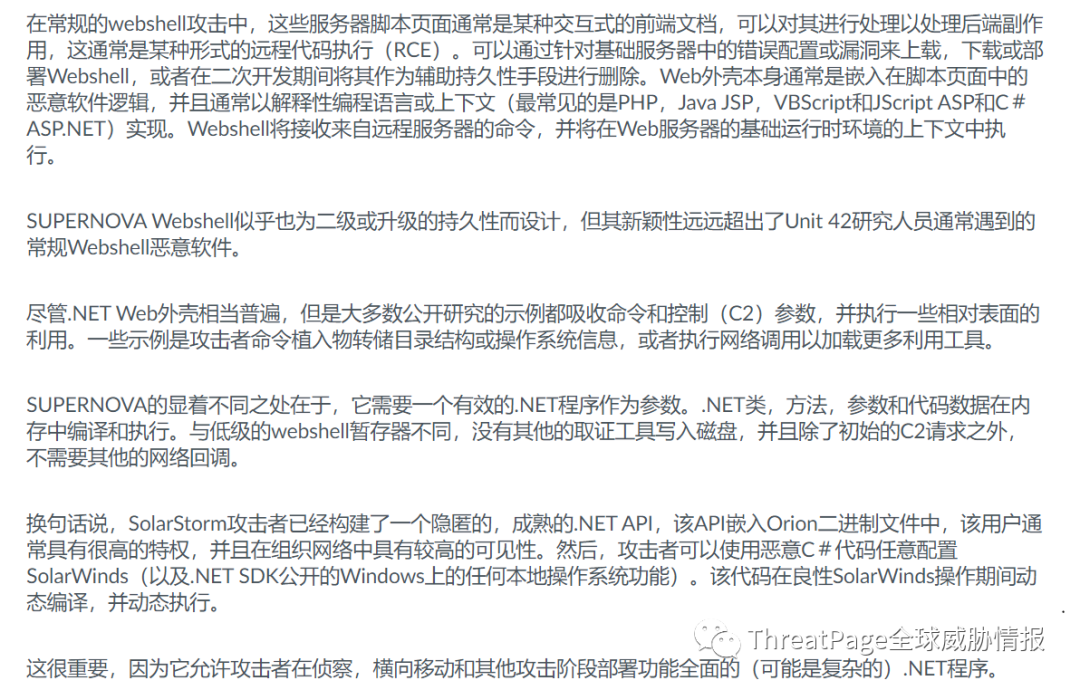 在常规的webshell攻击中，这些服务器脚本页面通常是某种交互式的前端文档，可以对其进行处理以处理后端副作
用，这通常是某种形式的远程代码执行（RCE）。可以通过针对基础服务器中的错误配置或漏洞来上载，下载或部
署Webshell，或者在二次开发期间将其作为辅助持久性手段进行删除。Web外壳本身通常是嵌入在脚本页面中的
恶意软件逻辑，并且通常以解释性编程语言或上下文（最常见的是PHP，Java JSP，VBScript和JScript ASP和C＃
ASP.NET）实现。Webshell将接收来自远程服务器的命令，并将在Web服务器的基础运行时环境的上下文中执
行。
SUPERNOVA Webshell似乎也为二级或升级的持久性而设计，但其新颖性远远超出了Unit 42研究人员通常遇到的
常规Webshell恶意软件。
尽管.NET Web外壳相当普遍，但是大多数公开研究的示例都吸收命令和控制（C2）参数，并执行一些相对表面的
利用。一些示例是攻击者命令植入物转储目录结构或操作系统信息，或者执行网络调用以加载更多利用工具。
SUPERNOVA的显着不同之处在于，它需要一个有效的.NET程序作为参数。.NET类，方法，参数和代码数据在内
存中编译和执行。与低级的webshell暂存器不同，没有其他的取证工具写入磁盘，并且除了初始的C2请求之外，
不需要其他的网络回调。
换句话说，SolarStorm攻击者已经构建了一个隐匿的，成熟的.NET API，该API嵌入Orion二进制文件中，该用户通
常具有很高的特权，并且在组织网络中具有较高的可见性。然后，攻击者可以使用恶意C＃代码任意配置
SolarWinds（以及.NET SDK公开的Windows上的任何本地操作系统功能）。该代码在良性SolarWinds操作期间动
态编译，并动态执行。
ThreatPage全球威胁情报
这很重要，因为它允许攻击者在侦察，横向移动和其他攻击阶段部署功能全面的（可能是复杂的）.NET程序。